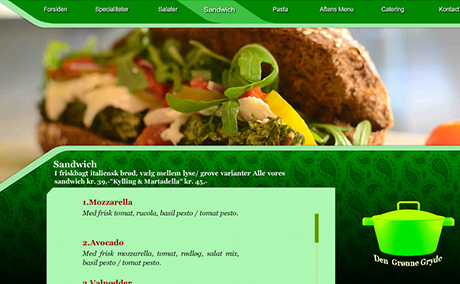 Forsiden Specialiteter Salater Sandwich Pasta Aftens Menu Catering Kontact
Sandwich
I friskbagt italiensk brød, vælg mellem lyse/ grove varianter Alle vores
sandwich kr. 39,-"Kylling & Martadella" kr. 45,-
1.Mozzarella
Med frisk tomat, rucola, basil pesto / tomat pesto.
2.Avocado
Med frisk mozzarella, tomat, rødløg, salat mix,
basil pesto / tomat pesto.
3.Valnødder
Den Grønne Gryde